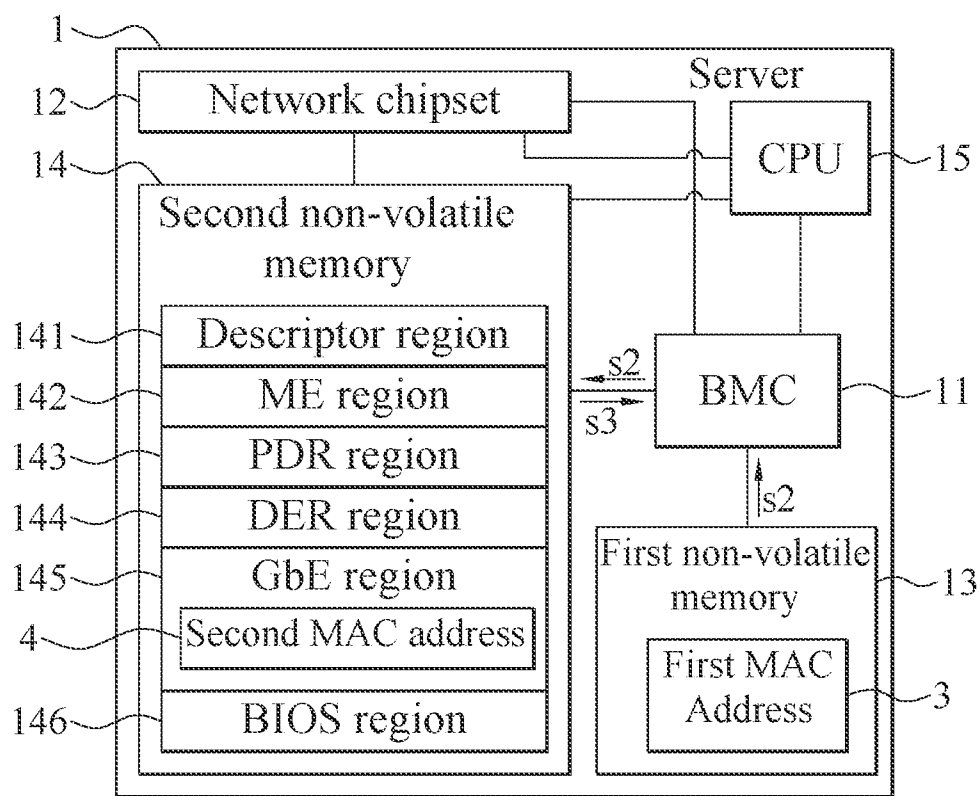 1
Server
12
Network chipset
CPU
15
14
Second non-volatile
memory
141
Descriptor region
142
ME region
143
PDR region
144
DER region
145
GbE region
4
Second MAC address
146
BIOS region
s2
s3
BMC
11
s2
First non-volatile
memory
13
First MAC
Address
3